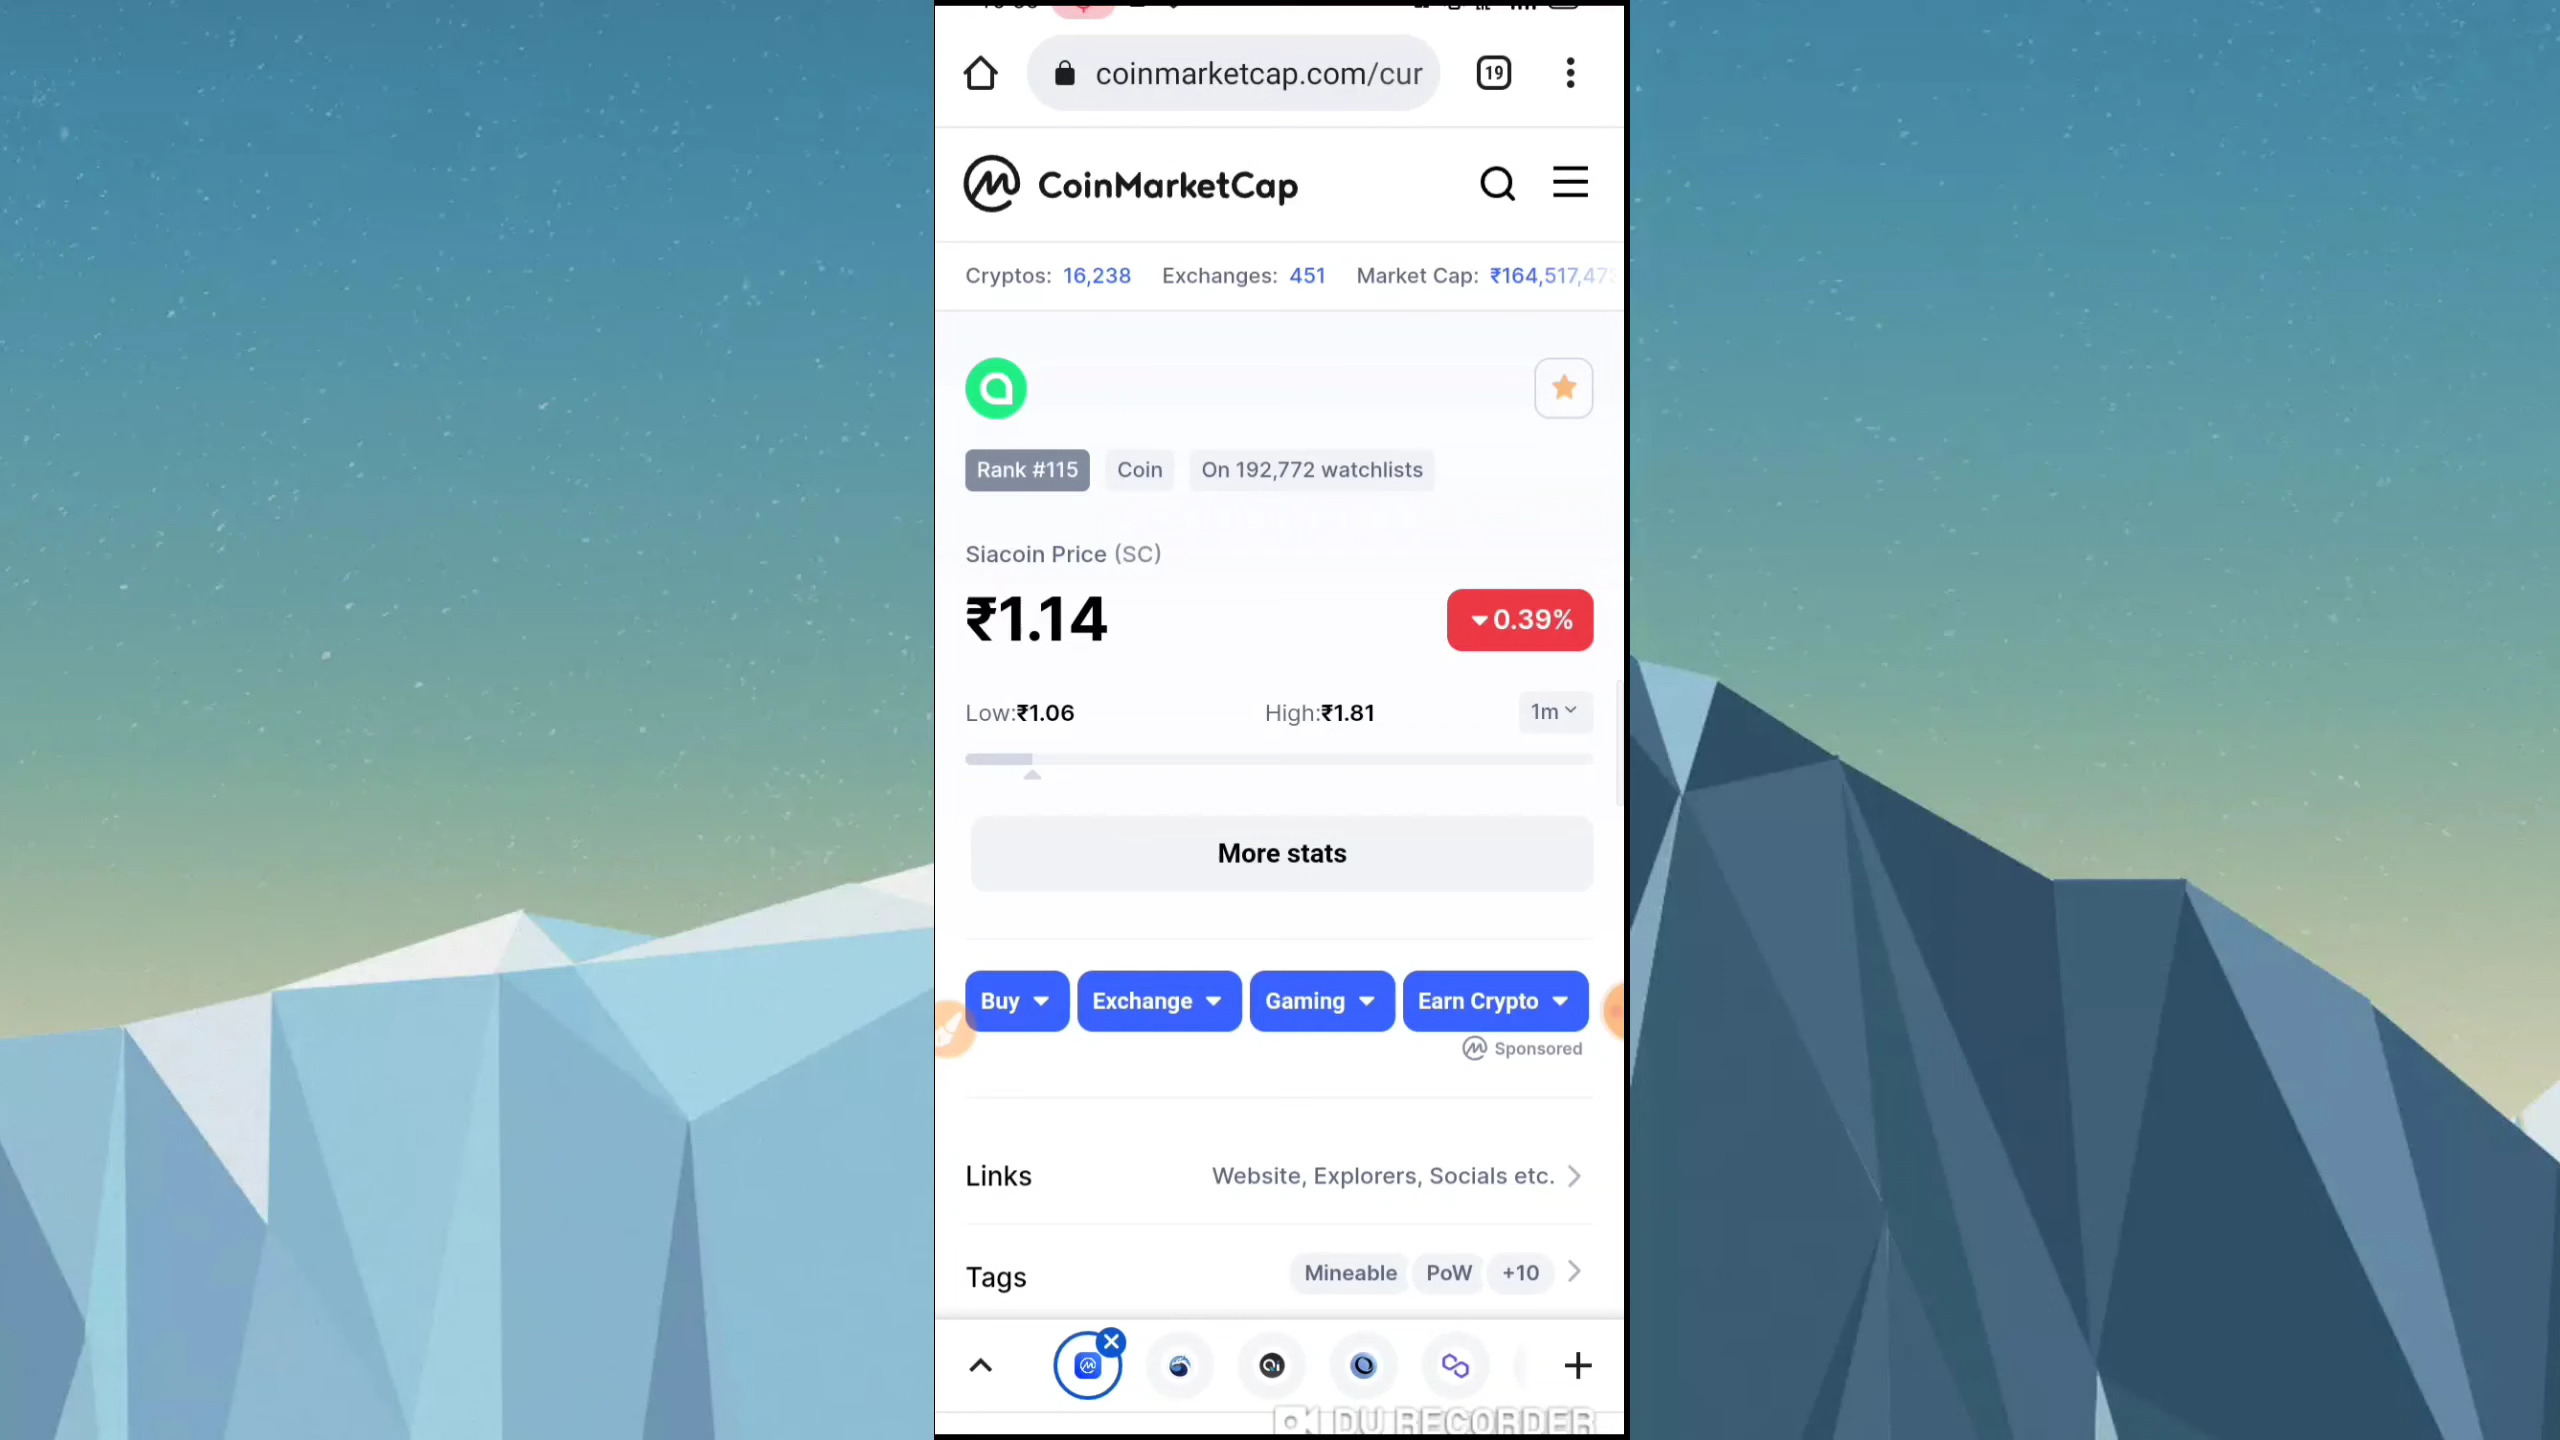 coinmarketcap.com/cur 19
CoinMarketCap
Cryptos: 16,238 Exchanges: 451 Market Cap: ₹164,517,473
Rank #115 Coin On 192,772 watchlists
Siacoin Price (SC)
₹1.14 0.39%
Low:₹1.06 High:₹1.81 1m
More stats
Buy Exchange Gaming Earn Crypto
Sponsored
Links Website, Explorers, Socials etc.
Tags Mineable PoW +10
DU RECORDER